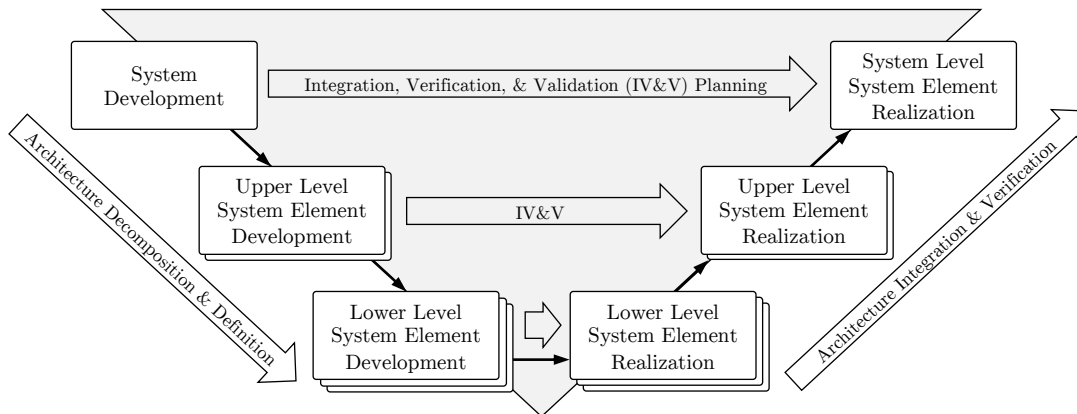 System
Development
Integration, Verification, & Validation (IV&V) Planning
System Level
System Element
Realization
Architecture Decomposition & Definition
Upper Level
System Element
Development
IV&V
Upper Level
System Element
Realization
Architecture Integration & Verification
Lower Level
System Element
Development
Lower Level
System Element
Realization